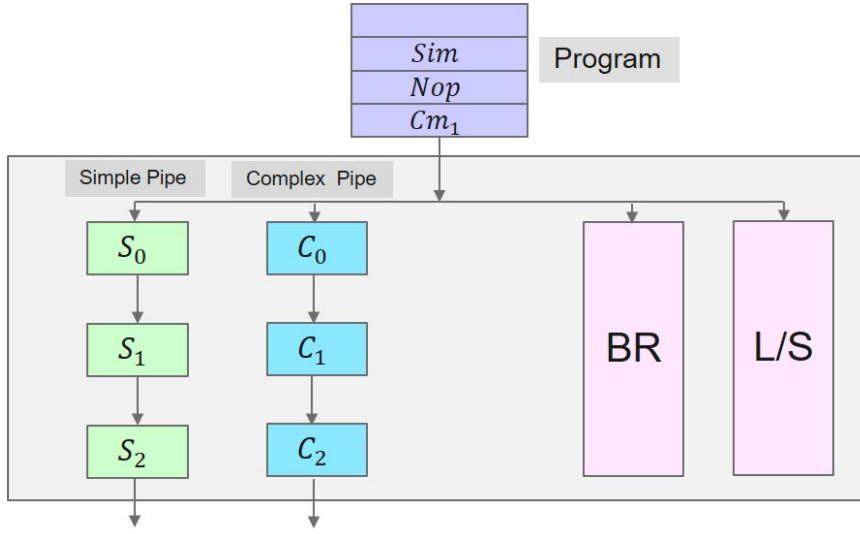 Sim
Program
Nop
Cm₁
Simple Pipe
Complex Pipe
S₀
C₀
S₁
C₁
BR
L/S
S₂
C₂